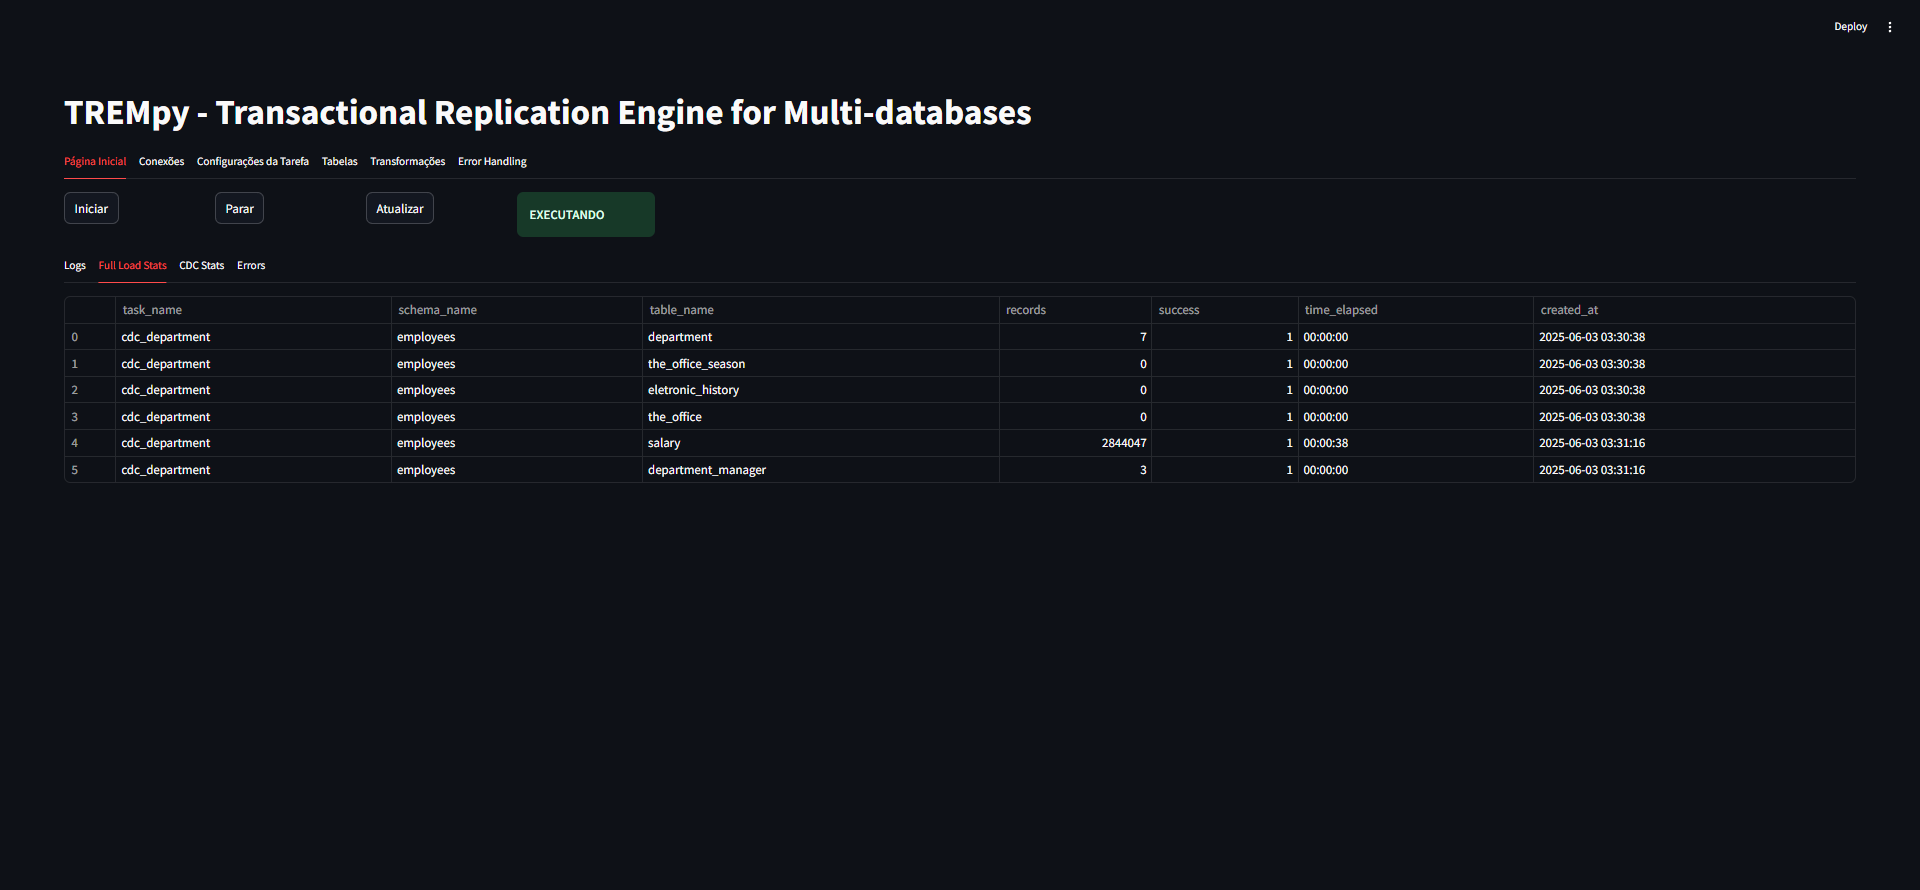 Deploy
TREMpy - Transactional Replication Engine for Multi-databases
Página Inicial Conexões Configurações da Tarefa Tabelas Transformações Error Handling
Iniciar Parar Atualizar EXECUTANDO
Logs Full Load Stats CDC Stats Errors
task_name schema_name table_name records success time_elapsed created_at
0 cdc_department employees department 7 1 00:00:00 2025-06-03 03:30:38
1 cdc_department employees the_office_season 0 1 00:00:00 2025-06-03 03:30:38
2 cdc_department employees eletronic_history 0 1 00:00:00 2025-06-03 03:30:38
3 cdc_department employees the_office 0 1 00:00:00 2025-06-03 03:30:38
4 cdc_department employees salary 2844047 1 00:00:38 2025-06-03 03:31:16
5 cdc_department employees department_manager 3 1 00:00:00 2025-06-03 03:31:16